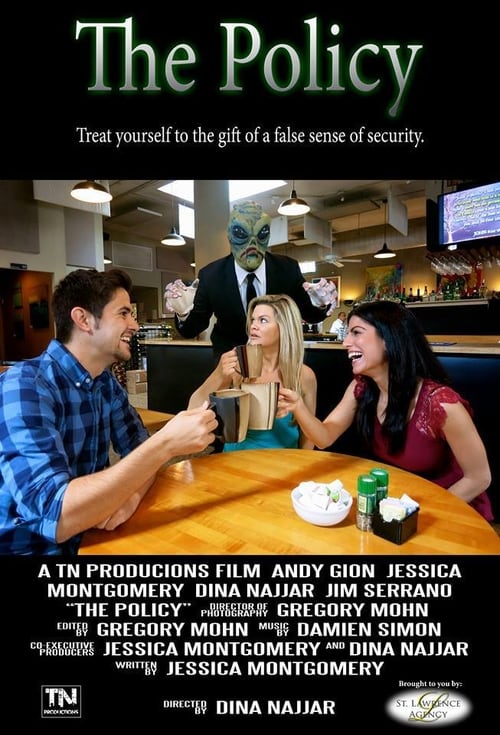 The Policy
Treat yourself to the gift of a false sense of security.
A TN PRODUCIONS FILM ANDY GION JESSICA
MONTGOMERY DINA NAJJAR JIM SERRANO
"THE POLICY" DIRECTOR OF PHOTOGRAPHY GREGORY MOHN
EDITED BY GREGORY MOHN MUSIC BY DAMIEN SIMON
CO-EXECUTIVE PRODUCERS JESSICA MONTGOMERY AND DINA NAJJAR
WRITTEN BY JESSICA MONTGOMERY
DIRECTED BY DINA NAJJAR
TN
PRODUCTIONS
Brought to you by:
ST. LAWRENCE
AGENCY